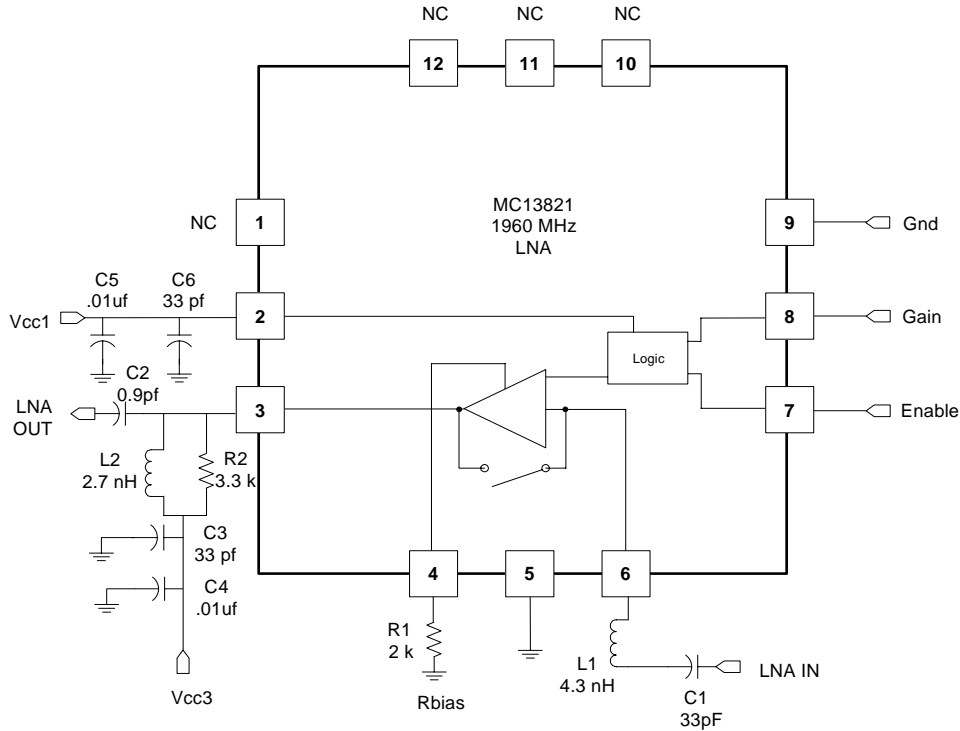 NC
NC
NC
12
11
10
NC
1
MC13821
1960 MHz
LNA
9
Gnd
C5
.01uf
C6
33 pf
Vcc1
2
8
Gain
Logic
C2
0.9pf
LNA
OUT
3
7
Enable
L2
2.7 nH
R2
3.3 k
C3
33 pf
C4
.01uf
4
5
6
R1
2 k
L1
4.3 nH
LNA IN
C1
33pF
Vcc3
Rbias